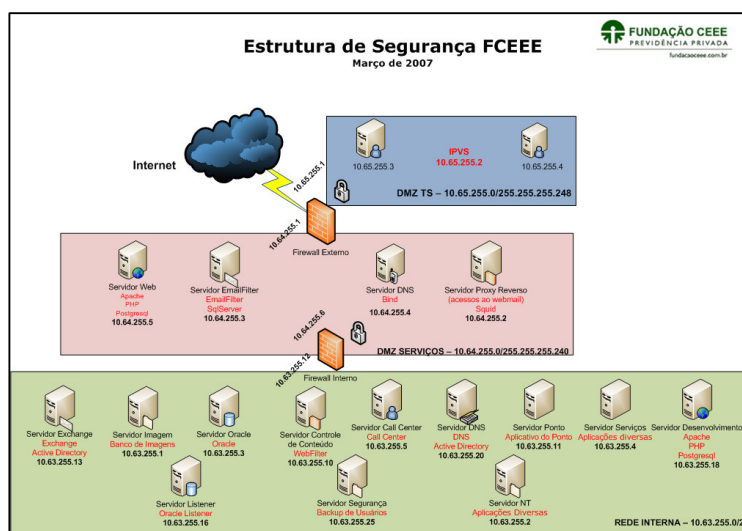 Estrutura de Segurança FCEEE
Março de 2007
FUNDAÇÃO CEEE
PREVIDÊNCIA PRIVADA
fundacaoceee.com.br
Internet
10.65.255.1
10.65.255.3
IPVS
10.65.255.2
10.65.255.4
DMZ TS – 10.65.255.0/255.255.255.248
10.64.255.1
Firewall Externo
Servidor Web
Apache
PHP
Postgresql
10.64.255.5
Servidor EmailFilter
EmailFilter
SqlServer
10.64.255.3
Servidor DNS
Bind
10.64.255.4
Servidor Proxy Reverso
(acessos ao webmail)
Squid
10.64.255.2
10.64.255.6
DMZ SERVIÇOS – 10.64.255.0/255.255.255.240
10.63.255.12
Firewall Interno
Servidor Exchange
Exchange
Active Directory
10.63.255.13
Servidor Imagem
Banco de Imagens
10.63.255.1
Servidor Oracle
Oracle
10.63.255.3
Servidor Controle
de Conteúdo
WebFilter
10.63.255.10
Servidor Call Center
Call Center
10.63.255.5
Servidor DNS
DNS
Active Directory
10.63.255.20
Servidor Ponto
Aplicativo do Ponto
10.63.255.11
Servidor Serviços
Aplicações diversas
10.63.255.4
Servidor Desenvolvimento
Apache
PHP
Postgresql
10.63.255.18
Servidor Listener
Oracle Listener
10.63.255.16
Servidor Segurança
Backup de Usuários
10.63.255.25
Servidor NT
Aplicações Diversas
10.63.255.2
REDE INTERNA – 10.63.255.0/2